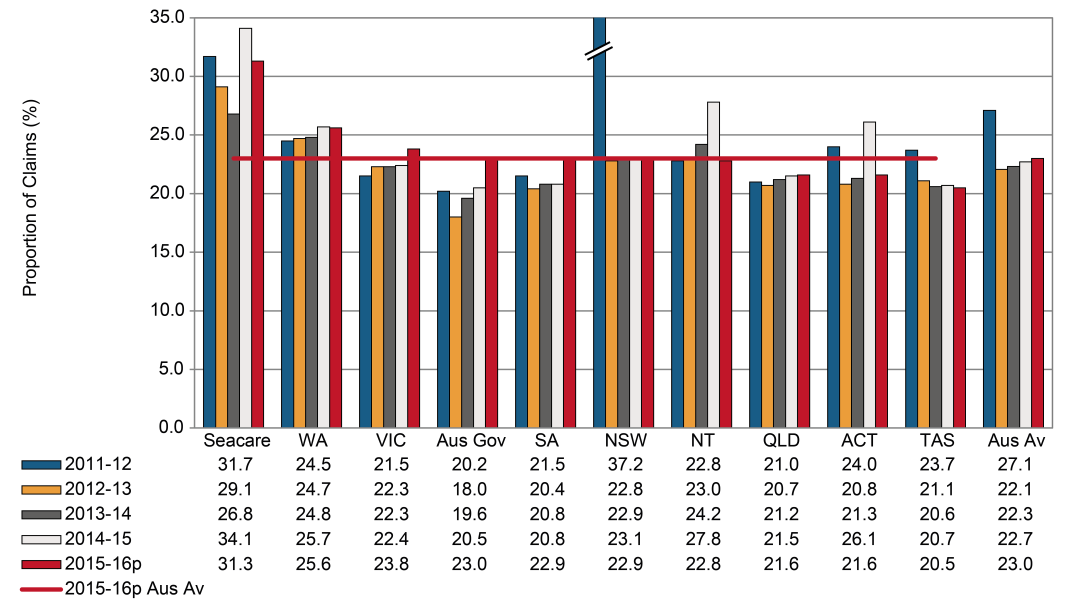 Proportion of Claims (%)
35.0
30.0
25.0
20.0
15.0
10.0
5.0
0.0
Seacare WA VIC Aus Gov SA NSW NT QLD ACT TAS Aus Av
2011-12 31.7 24.5 21.5 20.2 21.5 37.2 22.8 21.0 24.0 23.7 27.1
2012-13 29.1 24.7 22.3 18.0 20.4 22.8 23.0 20.7 20.8 21.1 22.1
2013-14 26.8 24.8 22.3 19.6 20.8 22.9 24.2 21.2 21.3 20.6 22.3
2014-15 34.1 25.7 22.4 20.5 20.8 23.1 27.8 21.5 26.1 20.7 22.7
2015-16p 31.3 25.6 23.8 23.0 22.9 22.9 22.8 21.6 21.6 20.5 23.0
2015-16p Aus Av